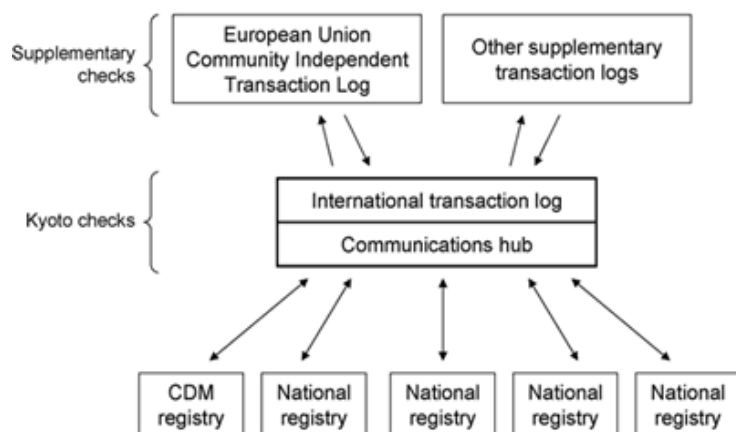 Supplementary
checks
European Union
Community Independent
Transaction Log
Other supplementary
transaction logs
Kyoto checks
International transaction log
Communications hub
CDM
registry
National
registry
National
registry
National
registry
National
registry